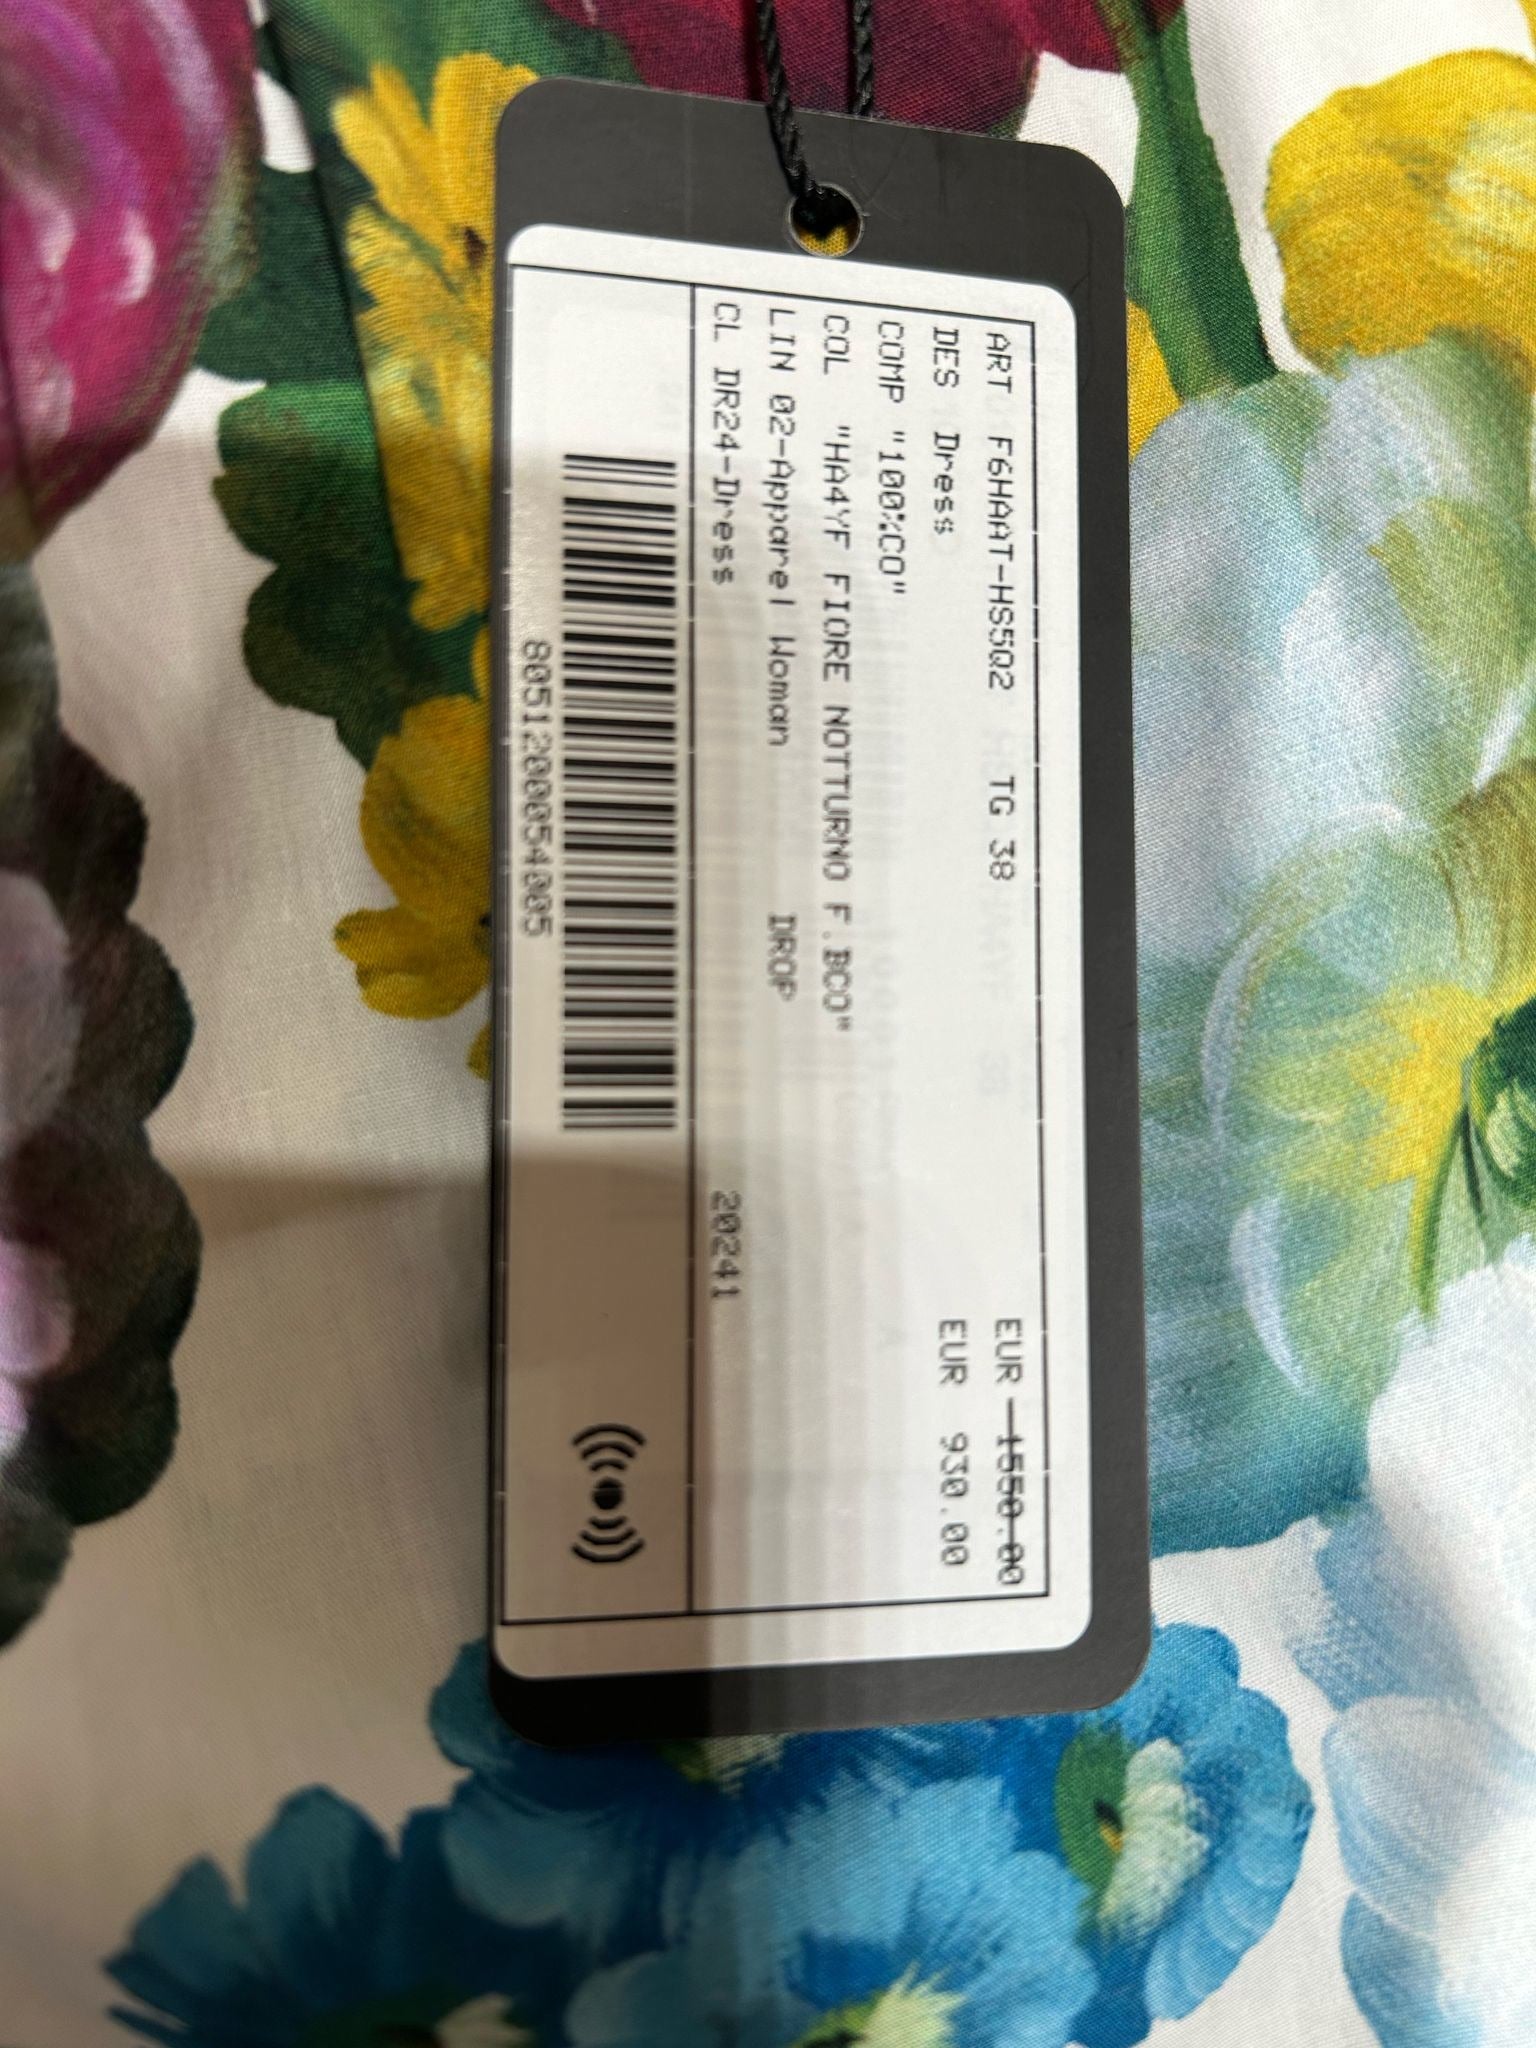 ART F6HAAT-HS5Q2 TG 38 EUR 1550.00
DES Dress EUR 930.00
COMP "100%CO"
COL "HA4YF FIORE NOTTURNO F.BCO"
LIN 02-Apparel Woman DROP
CL DR24-Dress 20241
8051200054005